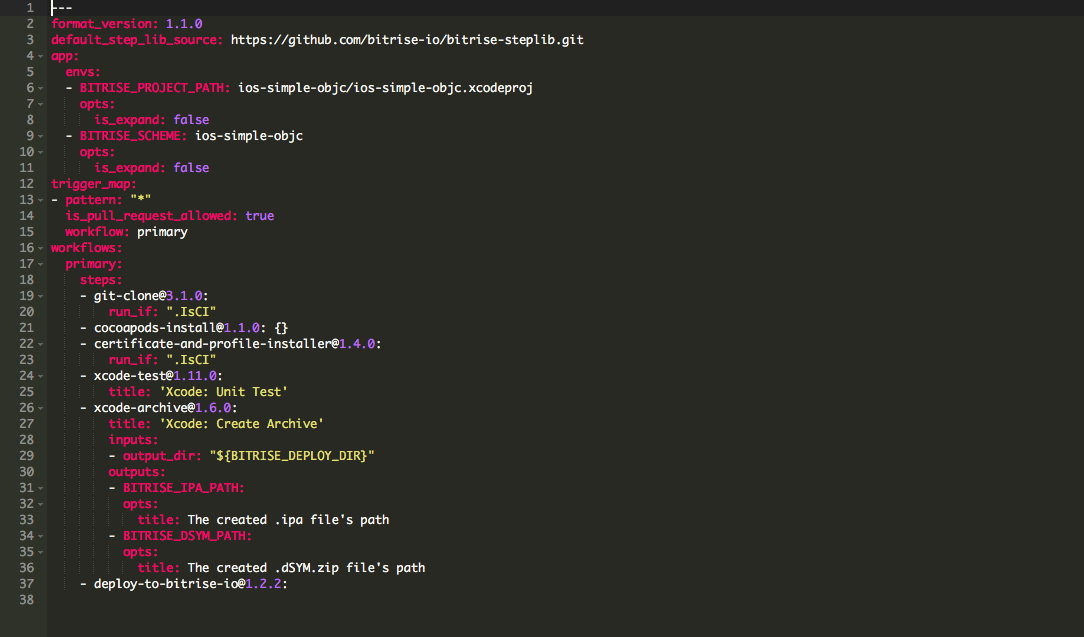 1 ---
2 format_version: 1.1.0
3 default_step_lib_source: https://github.com/bitrise-io/bitrise-steplib.git
4 app:
5   envs:
6   - BITRISE_PROJECT_PATH: ios-simple-objc/ios-simple-objc.xcodeproj
7     opts:
8       is_expand: false
9   - BITRISE_SCHEME: ios-simple-objc
10     opts:
11       is_expand: false
12 trigger_map:
13 - pattern: "*"
14   is_pull_request_allowed: true
15   workflow: primary
16 workflows:
17   primary:
18     steps:
19     - git-clone@3.1.0:
20         run_if: ".IsCI"
21     - cocoapods-install@1.1.0: {}
22     - certificate-and-profile-installer@1.4.0:
23         run_if: ".IsCI"
24     - xcode-test@1.11.0:
25         title: 'Xcode: Unit Test'
26     - xcode-archive@1.6.0:
27         title: 'Xcode: Create Archive'
28         inputs:
29         - output_dir: "${BITRISE_DEPLOY_DIR}"
30         outputs:
31         - BITRISE_IPA_PATH:
32           opts:
33             title: The created .ipa file's path
34         - BITRISE_DSYM_PATH:
35           opts:
36             title: The created .dSYM.zip file's path
37     - deploy-to-bitrise-io@1.2.2:
38